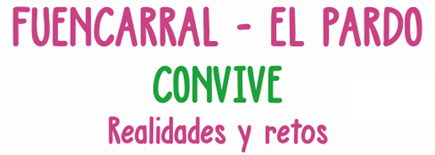 FUENCARRAL - EL PARDO
CONVIVE
Realidades y retos